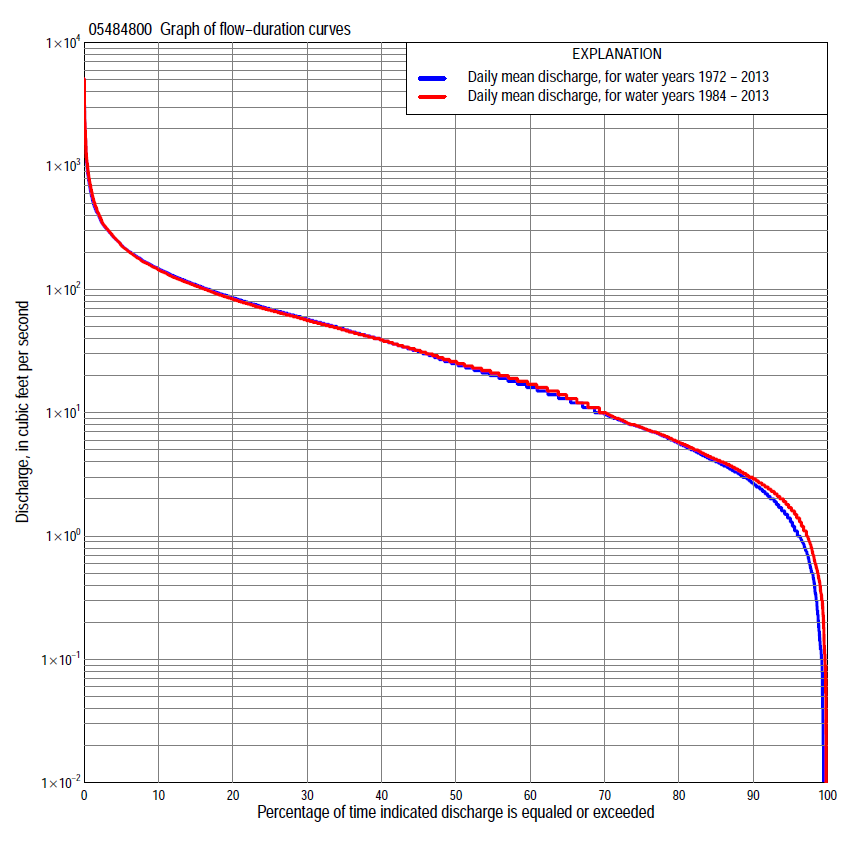 05484800 Graph of flow−duration curves
EXPLANATION
Daily mean discharge, for water years 1972 − 2013
Daily mean discharge, for water years 1984 − 2013
Discharge, in cubic feet per second
1×10⁴
1×10³
1×10²
1×10¹
1×10⁰
1×10⁻¹
1×10⁻²
0 10 20 30 40 50 60 70 80 90 100
Percentage of time indicated discharge is equaled or exceeded